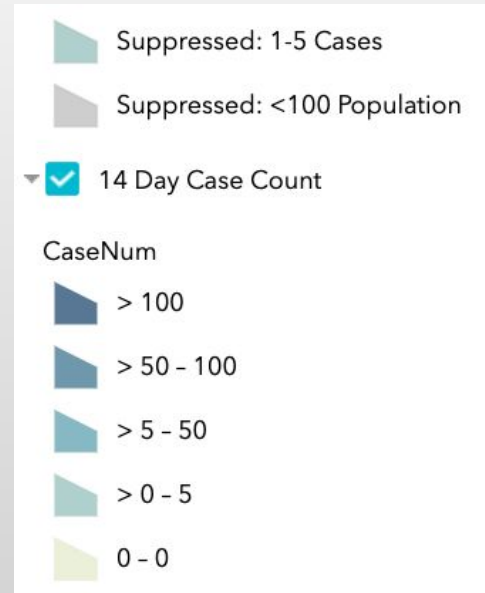 Suppressed: 1-5 Cases
Suppressed: <100 Population
14 Day Case Count
CaseNum
> 100
> 50 – 100
> 5 – 50
> 0 – 5
0 – 0